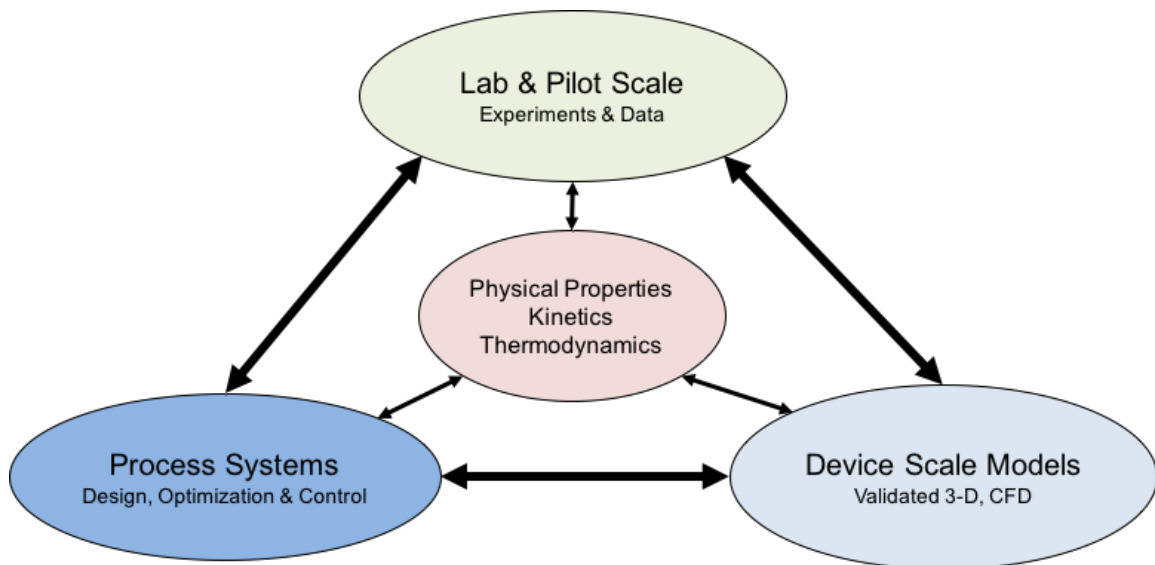 Lab & Pilot Scale
Experiments & Data
Physical Properties
Kinetics
Thermodynamics
Process Systems
Design, Optimization & Control
Device Scale Models
Validated 3-D, CFD